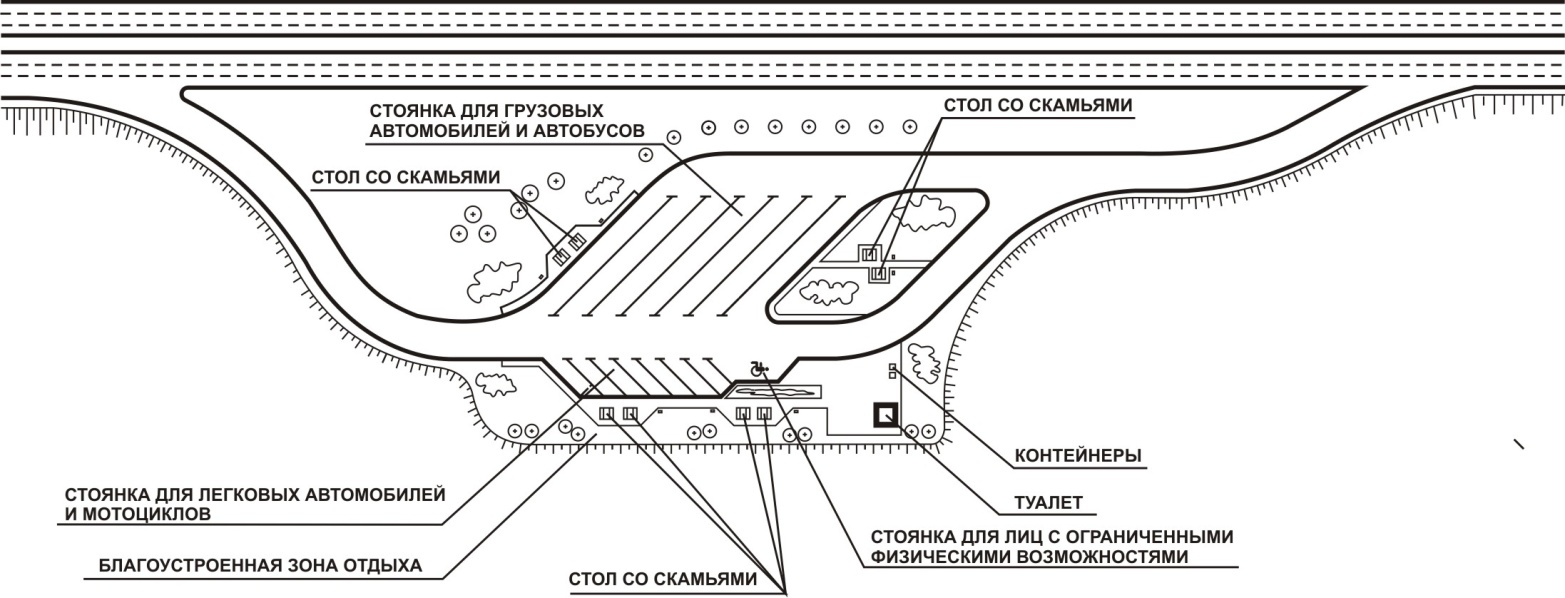 СТОЯНКА ДЛЯ ГРУЗОВЫХ
АВТОМОБИЛЕЙ И АВТОБУСОВ
СТОЛ СО СКАМЬЯМИ
СТОЛ СО СКАМЬЯМИ
КОНТЕЙНЕРЫ
ТУАЛЕТ
СТОЯНКА ДЛЯ ЛЕГКОВЫХ АВТОМОБИЛЕЙ
И МОТОЦИКЛОВ
СТОЯНКА ДЛЯ ЛИЦ С ОГРАНИЧЕННЫМИ
ФИЗИЧЕСКИМИ ВОЗМОЖНОСТЯМИ
БЛАГОУСТРОЕННАЯ ЗОНА ОТДЫХА
СТОЛ СО СКАМЬЯМИ